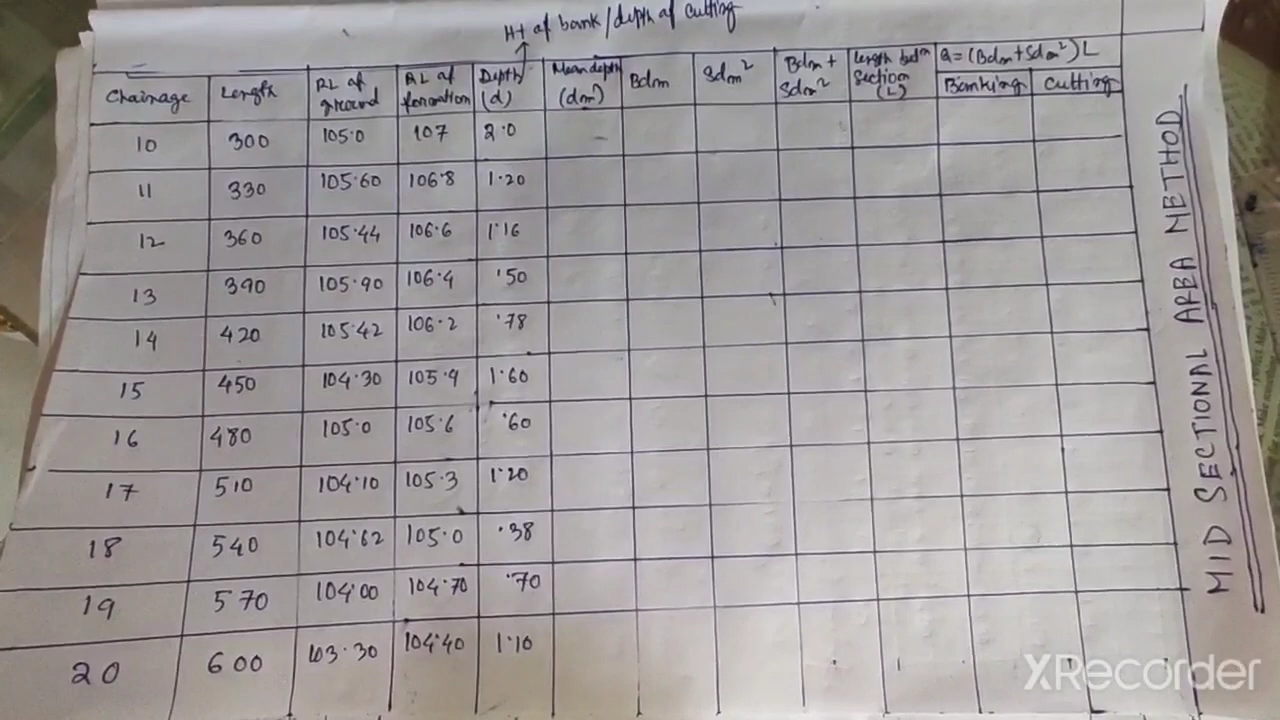 Ht of bank/depth of cutting
Chainage Length RL of ground RL of formation Depth (d) Mean depth (dm) Bdm Sdm² Bdm + Sdm² Length betn Section (L) Q = (Bdm + Sdm²) L Banking Cutting
10 300 105.0 107 2.0
11 330 105.60 106.8 1.20
12 360 105.44 106.6 1.16
13 390 105.90 106.4 .50
14 420 105.42 106.2 .78
15 450 104.30 105.9 1.60
16 480 105.0 105.6 .60
17 510 104.10 105.3 1.20
18 540 104.62 105.0 .38
19 570 104.00 104.70 .70
20 600 103.30 104.40 1.10
MID SECTIONAL AREA METHOD
XRecorder